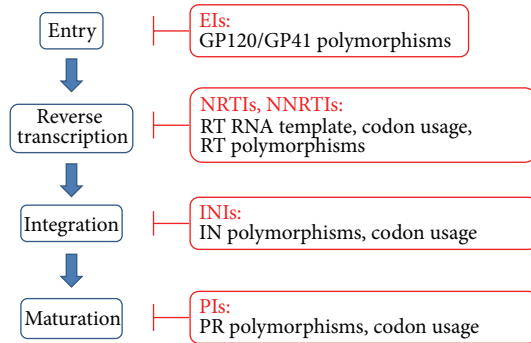 Entry
EIs:
GP120/GP41 polymorphisms
Reverse
transcription
NRTIs, NNRTIs:
RT RNA template, codon usage,
RT polymorphisms
Integration
INIs:
IN polymorphisms, codon usage
Maturation
PIs:
PR polymorphisms, codon usage